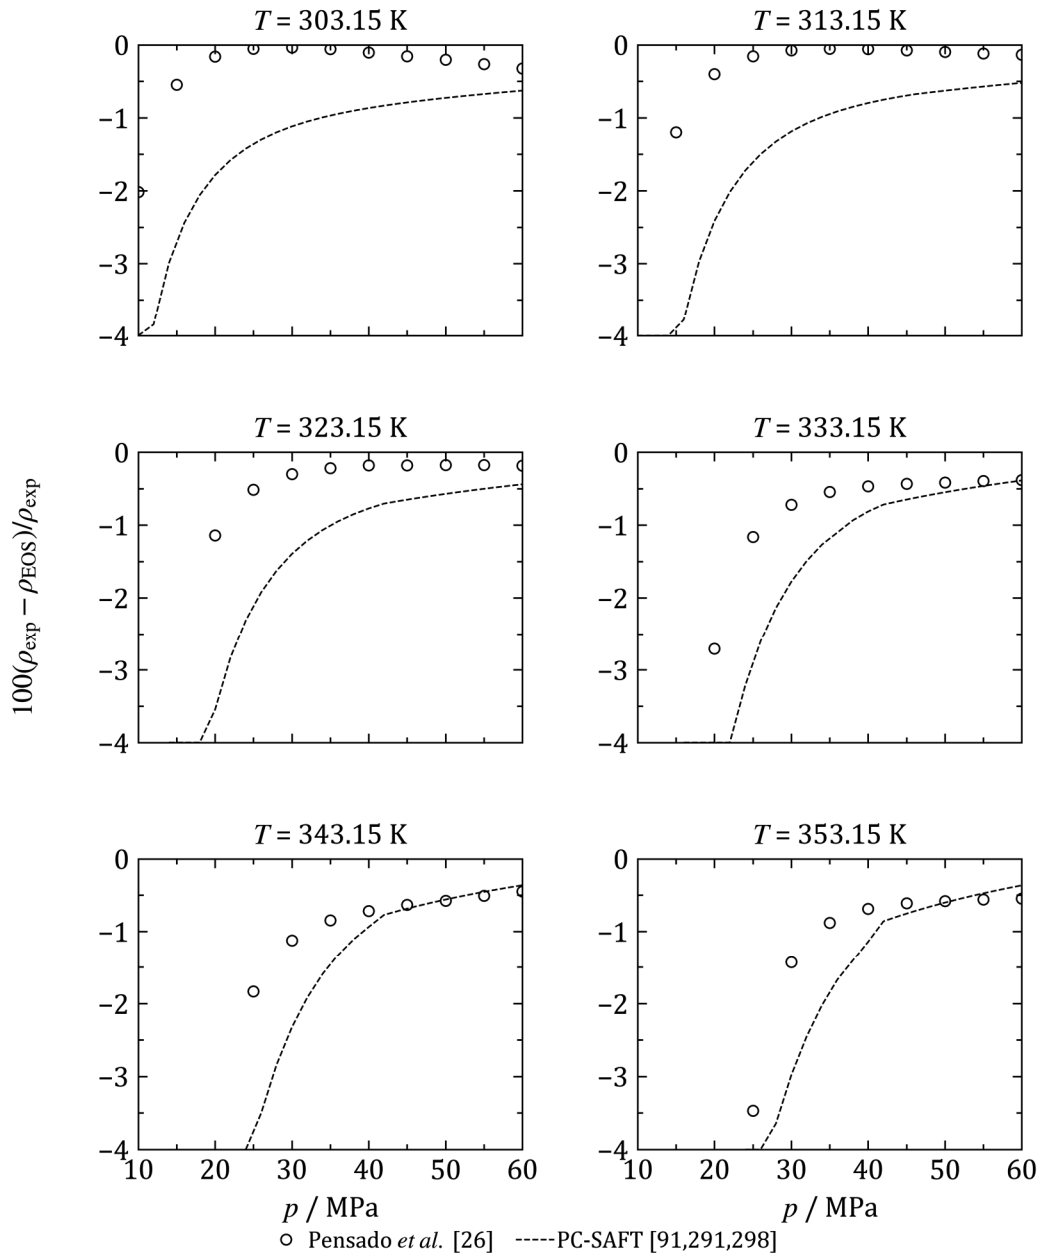 T = 303.15 K
T = 313.15 K
0
−1
−2
−3
−4
0
−1
−2
−3
−4
T = 323.15 K
T = 333.15 K
0
−1
−2
−3
−4
0
−1
−2
−3
−4
100(ρexp − ρEOS)/ρexp
T = 343.15 K
T = 353.15 K
0
−1
−2
−3
−4
0
−1
−2
−3
−4
10 20 30 40 50 60
10 20 30 40 50 60
p / MPa
p / MPa
Pensado et al. [26] PC-SAFT [91,291,298]